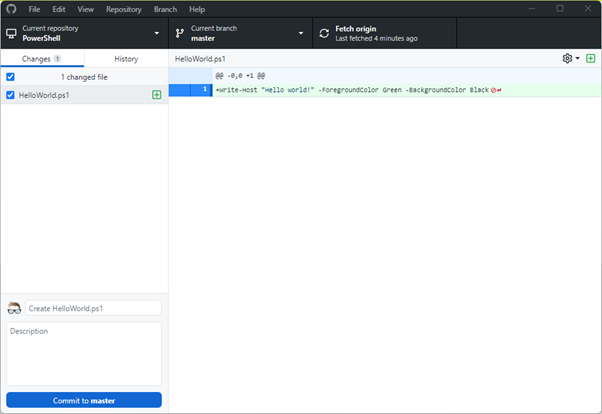 File Edit View Repository Branch Help
Current repository
PowerShell
Current branch
master
Fetch origin
Last fetched 4 minutes ago
Changes 1
History
HelloWorld.ps1
1 changed file
@@ -0,0 +1 @@
HelloWorld.ps1
1 +Write-Host "Hello world!" -ForegroundColor Green -BackgroundColor Black
Create HelloWorld.ps1
Description
Commit to master